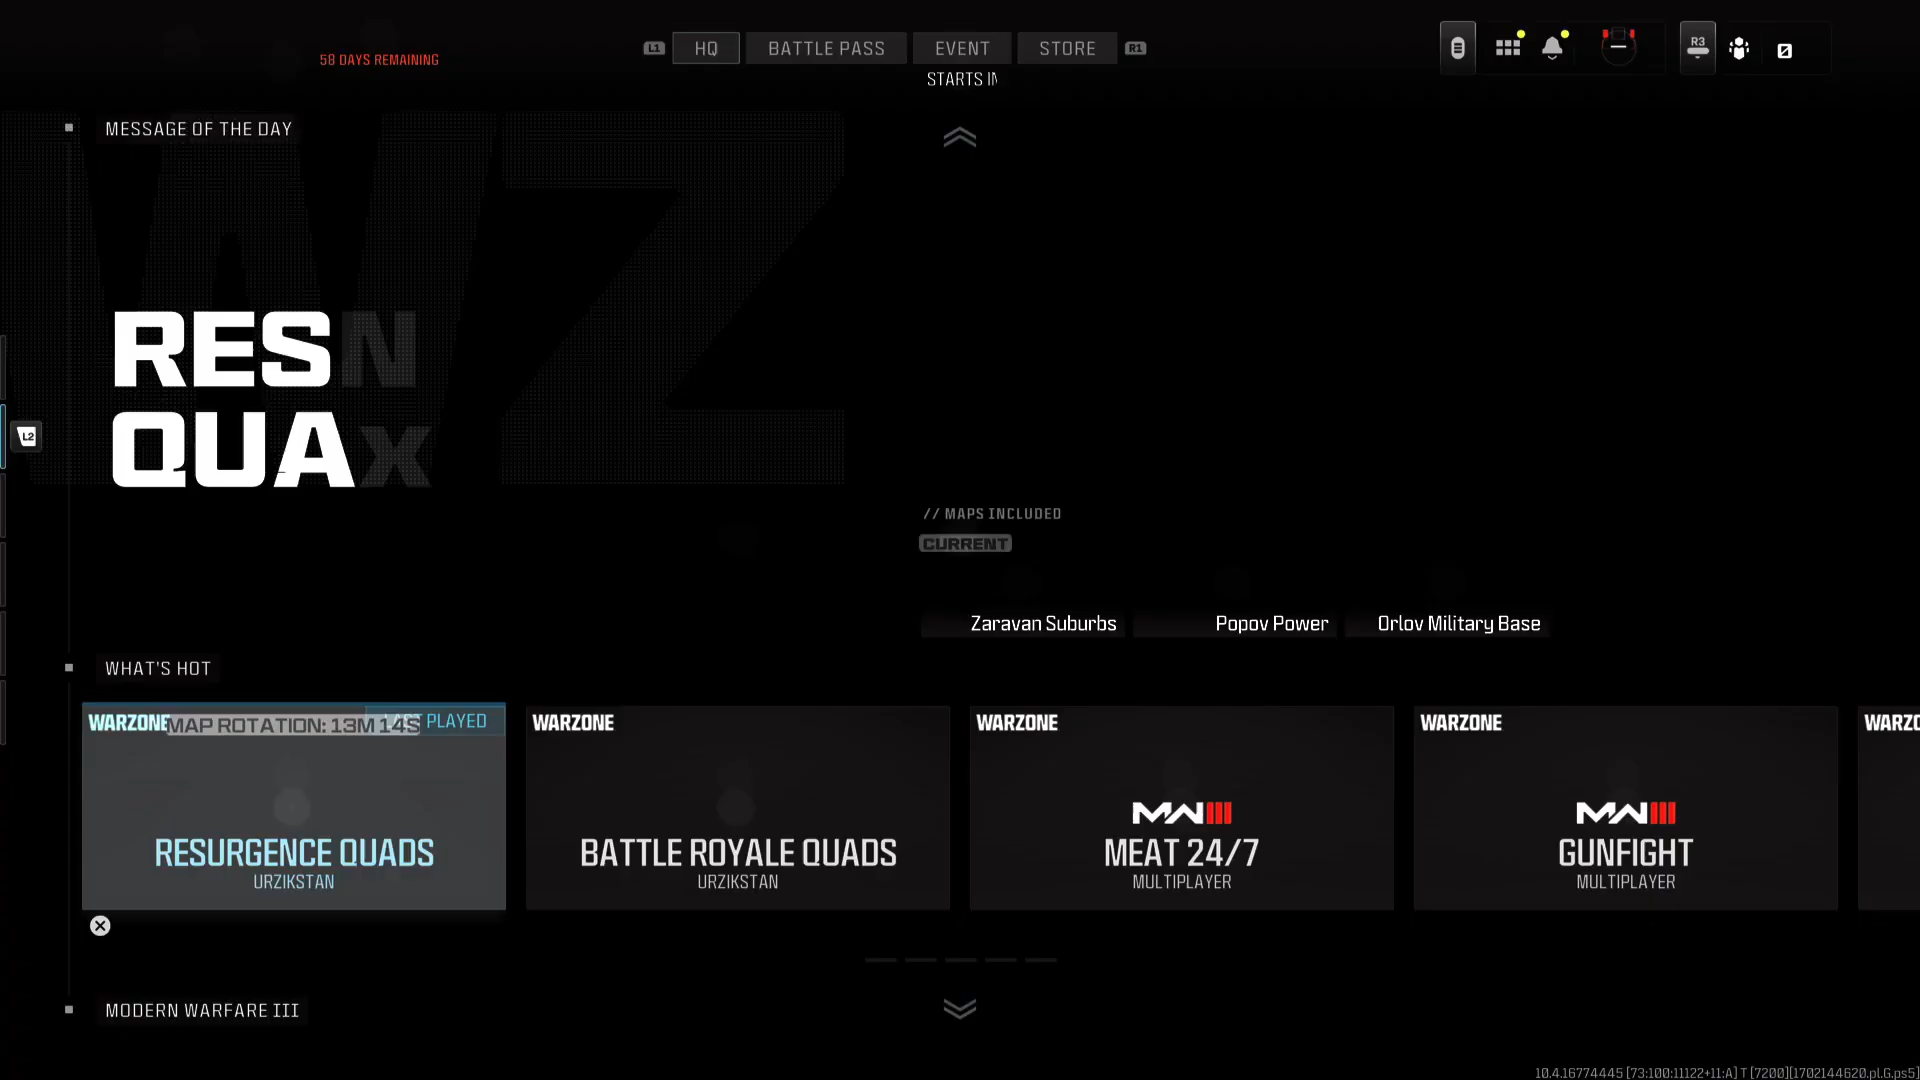 58 DAYS REMAINING
L1 HQ BATTLE PASS EVENT STORE R1
R3
STARTS IN
MESSAGE OF THE DAY
RESN
QUAX
L2
// MAPS INCLUDED
CURRENT
Zaravan Suburbs Popov Power Orlov Military Base
WHAT'S HOT
WARZONE MAP ROTATION: 13M 14S LAST PLAYED
RESURGENCE QUADS
URZIKSTAN
WARZONE
BATTLE ROYALE QUADS
URZIKSTAN
WARZONE
MWIII
MEAT 24/7
MULTIPLAYER
WARZONE
MWIII
GUNFIGHT
MULTIPLAYER
WARZO
MODERN WARFARE III
10.4.16774445 [73:100:11122+11:A] T [7200][1702144620.pl.G.ps5]